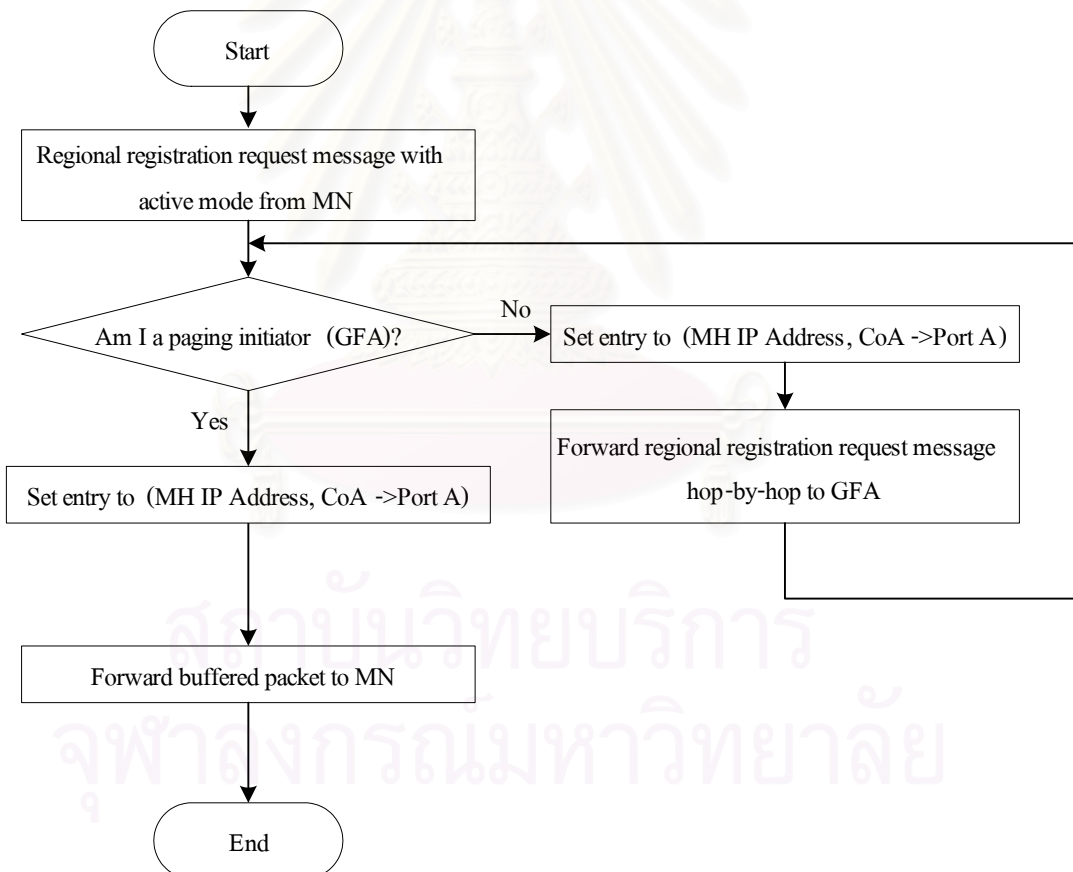 Start
Regional registration request message with
active mode from MN
Am I a paging initiator (GFA)?
No
Set entry to (MH IP Address, CoA ->Port A)
Yes
Forward regional registration request message
hop-by-hop to GFA
Set entry to (MH IP Address, CoA ->Port A)
Forward buffered packet to MN
End
สถาบันวิทยบริการ
จุฬาลงกรณ์มหาวิทยาลัย